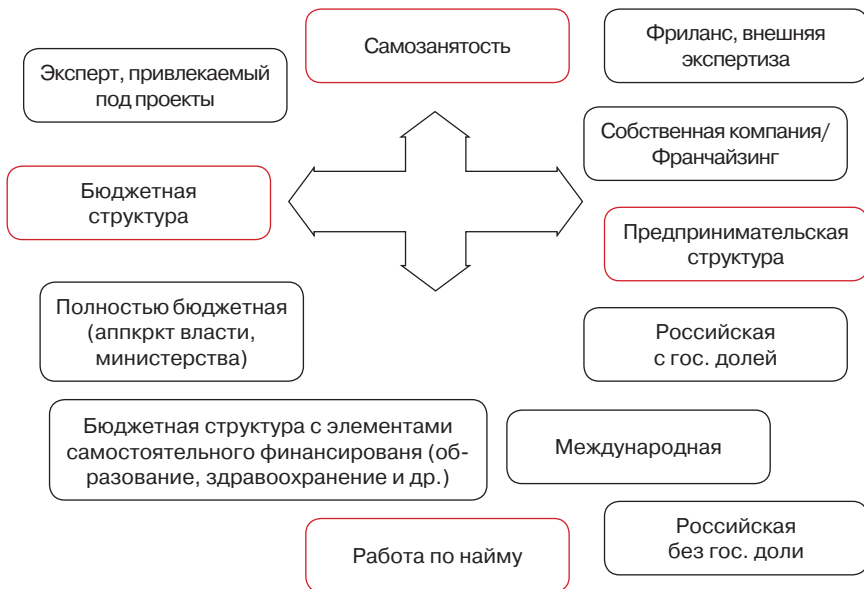 Самозанятость
Фриланс, внешняя
экспертиза
Эксперт, привлекаемый
под проекты
Собственная компания/
Франчайзинг
Бюджетная
структура
Предпринимательская
структура
Полностью бюджетная
(аппкркт власти,
министерства)
Российская
с гос. долей
Бюджетная структура с элементами
самостоятельного финансированя (об-
разование, здравоохранение и др.)
Международная
Российская
без гос. доли
Работа по найму